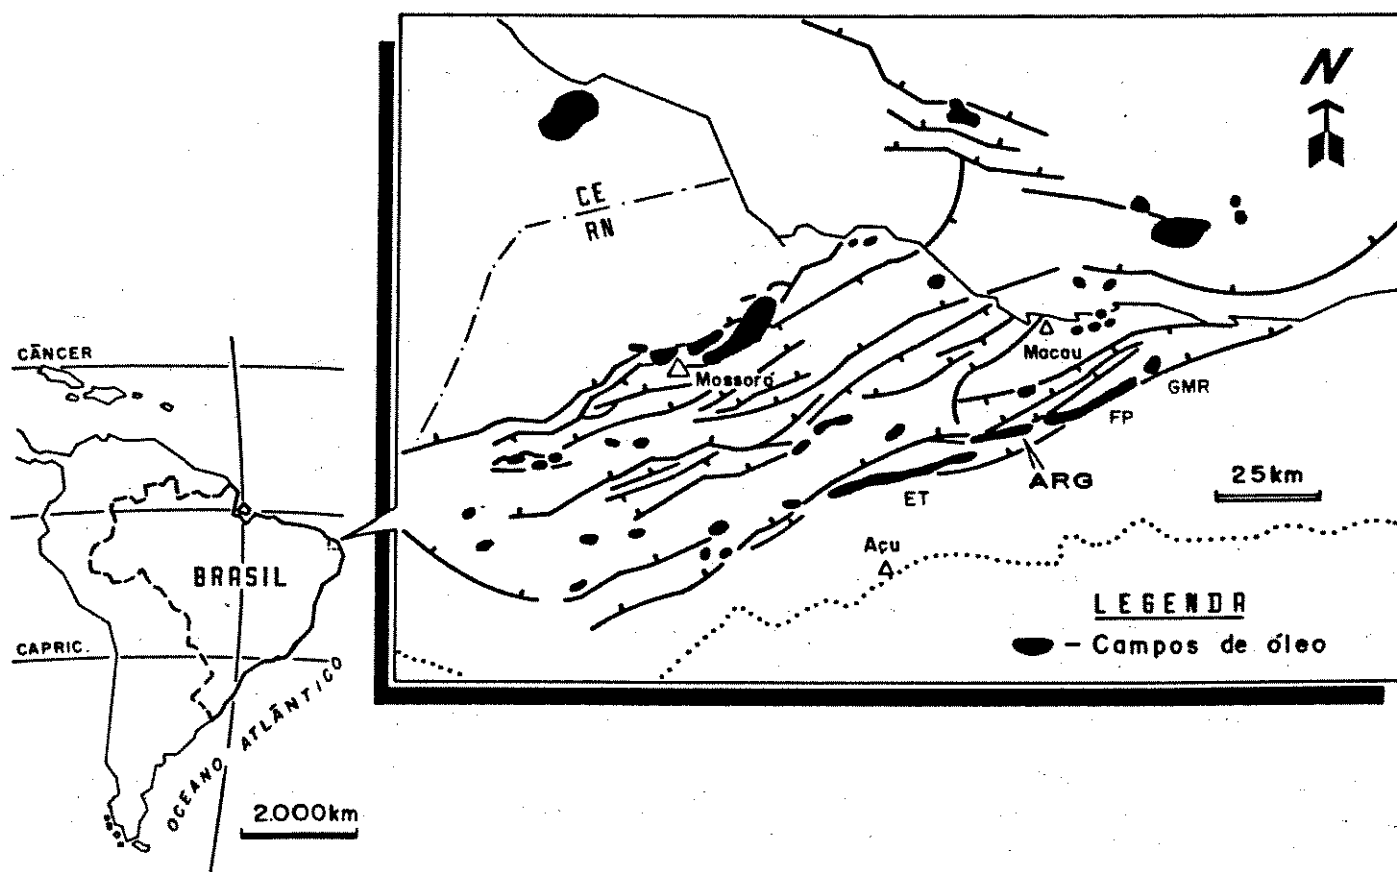 N
CE
RN
CÂNCER
Macau
Mossoró
GMR
FP
25km
ARG
ET
Açu
BRASIL
LEGENDA
CAPRIC.
- Campos de óleo
OCEANO ATLÂNTICO
2.000km